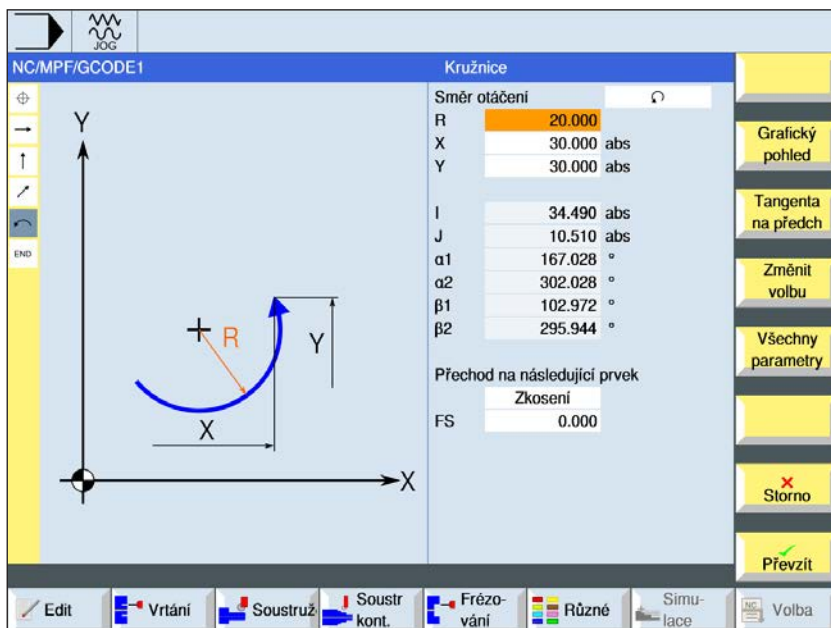 JOG
NC/MPF/GCODE1
Kružnice
Směr otáčení
R 20.000
X 30.000 abs
Y 30.000 abs
I 34.490 abs
J 10.510 abs
α1 167.028 °
α2 302.028 °
β1 102.972 °
β2 295.944 °
Přechod na následující prvek
Zkosení
FS 0.000
END
Y
R
Y
X
X
Grafický
pohled
Tangenta
na předch
Změnit
volbu
Všechny
parametry
Storno
Převzít
Edit
Vrtání
Soustruž
Soustr
kont.
Frézo-
vání
Různé
Simu-
lace
NC
Volba